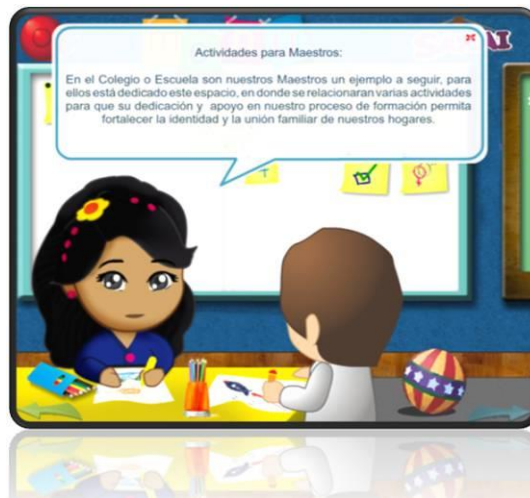 Actividades para Maestros:
En el Colegio o Escuela son nuestros Maestros un ejemplo a seguir, para
ellos está dedicado este espacio, en donde se relacionaran varias actividades
para que su dedicación y apoyo en nuestro proceso de formación permita
fortalecer la identidad y la unión familiar de nuestros hogares.